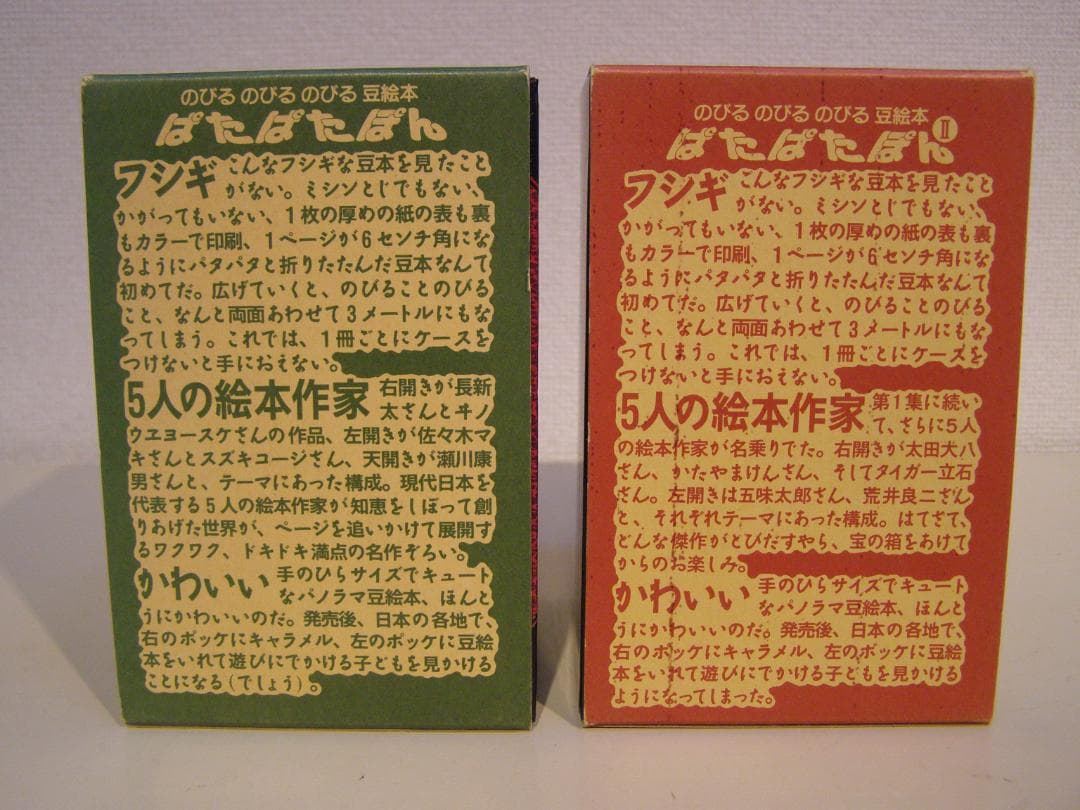 のびる のびる のびる 豆絵本
ぱたぱたぽん
フシギ こんなフシギな豆本を見たこと
がない。ミシンとじでもない、
かがってもいない、1枚の厚めの紙の表も裏
もカラーで印刷、1ページが6センチ角にな
るようにパタパタと折りたたんだ豆本なんて
初めてだ。広げていくと、のびることのびる
こと、なんと両面あわせて3メートルにもな
ってしまう。これでは、1冊ごとにケースを
つけないと手におえない。
5人の絵本作家 右開きが長新
太さんとヰノ
ウエヨースケさんの作品、左開きが佐々木マ
キさんとスズキコージさん、天開きが瀬川康
男さんと、テーマにあった構成。現代日本を
代表する5人の絵本作家が知恵をしぼって創
りあげた世界が、ページを追いかけて展開す
るワクワク、ドキドキ満点の名作ぞろい。
かわいい 手のひらサイズでキュート
なパノラマ豆絵本、ほんと
うにかわいいのだ。発売後、日本の各地で、
右のポッケにキャラメル、左のポッケに豆絵
本をいれて遊びにでかける子どもを見かける
ことになる(でしょう)。
のびる のびる のびる 豆絵本
ぱたぱたぽん II
フシギ こんなフシギな豆本を見たこと
がない。ミシンとじでもない、
かがってもいない、1枚の厚めの紙の表も裏
もカラーで印刷、1ページが6センチ角にな
るようにパタパタと折りたたんだ豆本なんて
初めてだ。広げていくと、のびることのびる
こと、なんと両面あわせて3メートルにもな
ってしまう。これでは、1冊ごとにケースを
つけないと手におえない。
5人の絵本作家 第1集に続い
て、さらに5人
の絵本作家が名乗りでた。右開きが太田大八
さん、かたやまけんさん、そしてタイガー立石
さん。左開きは五味太郎さん、荒井良二さん
と、それぞれテーマにあった構成。はてさて、
どんな傑作がとびだすやら、宝の箱をあけて
からのお楽しみ。
かわいい 手のひらサイズでキュート
なパノラマ豆絵本、ほんと
うにかわいいのだ。発売後、日本の各地で、
右のポッケにキャラメル、左のポッケに豆絵
本をいれて遊びにでかける子どもを見かける
ようになってしまった。